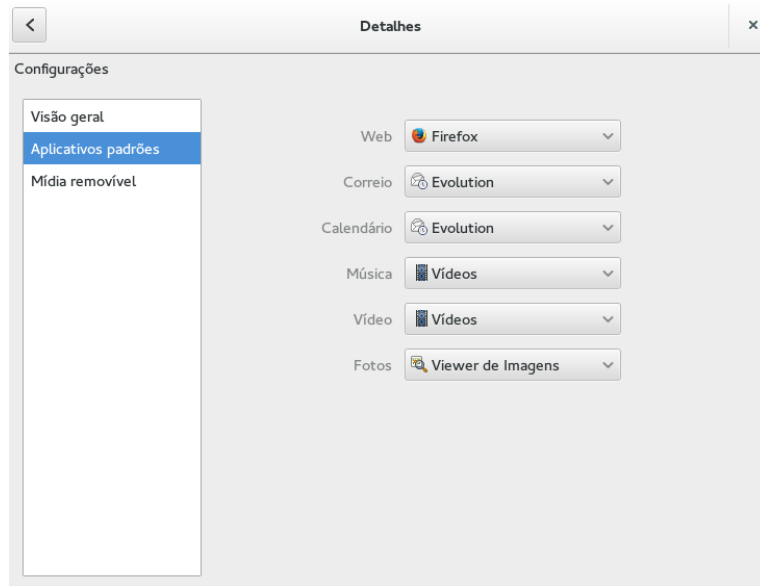 Detalhes
Configurações
Visão geral
Aplicativos padrões
Mídia removível
Web Firefox
Correio Evolution
Calendário Evolution
Música Vídeos
Vídeo Vídeos
Fotos Viewer de Imagens